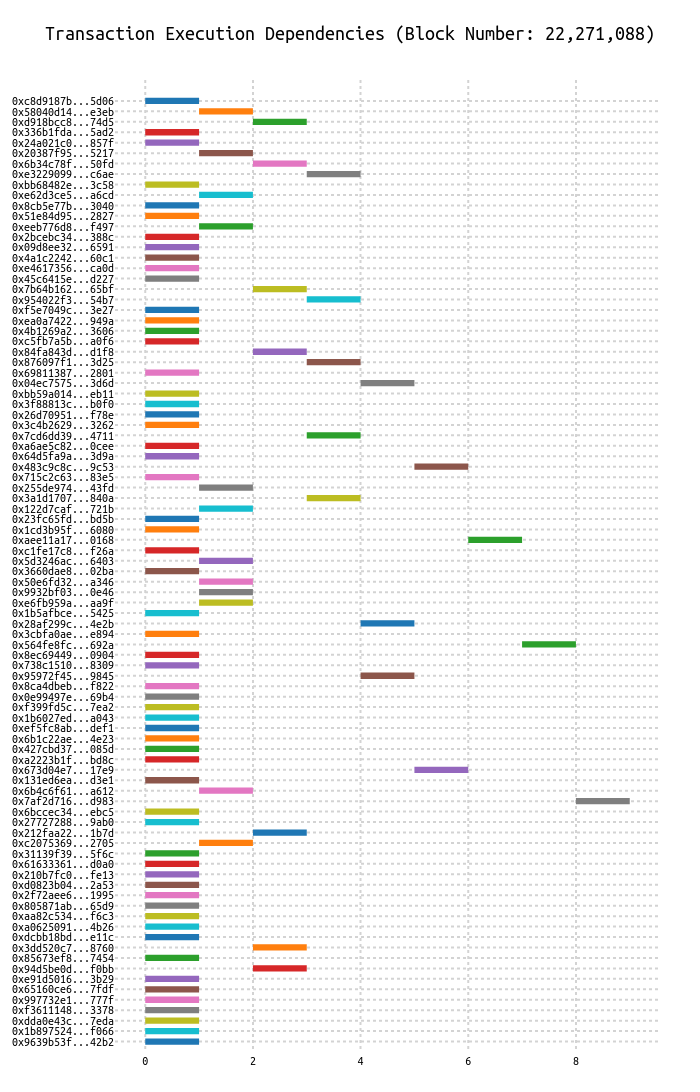 Transaction Execution Dependencies (Block Number: 22,271,088)
0xc8d9187b...5d06
0x58040d14...e3eb
0xd918bcc8...74d5
0x336b1fda...5ad2
0x24a021c0...857f
0x20387f95...5217
0x6b34c78f...50fd
0xe3229099...c6ae
0xbb68482e...3c58
0xe62d3ce5...a6cd
0x8cb5e77b...3040
0x51e84d95...2827
0xeeb776d8...f497
0x2bcebc34...388c
0x09d8ee32...6591
0x4a1c2242...60c1
0xe4617356...ca0d
0x45c6415e...d227
0x7b64b162...65bf
0x954022f3...54b7
0xf5e7049c...3e27
0xea0a7422...949a
0x4b1269a2...3606
0xc5fb7a5b...a0f6
0x84fa843d...d1f8
0x876097f1...3d25
0x69811387...2801
0x04ec7575...3d6d
0xbb59a014...eb11
0x3f88813c...b0f0
0x26d70951...f78e
0x3c4b2629...3262
0x7cd6dd39...4711
0xa6ae5c82...0cee
0x64d5fa9a...3d9a
0x483c9c8c...9c53
0x715c2c63...83e5
0x255de974...43fd
0x3a1d1707...840a
0x122d7caf...721b
0x23fc65fd...bd5b
0x1cd3b95f...6080
0xaee11a17...0168
0xc1fe17c8...f26a
0x5d3246ac...6403
0x3660dae8...02ba
0x50e6fd32...a346
0x9932bf03...0e46
0xe6fb959a...aa9f
0x1b5afbce...5425
0x28af299c...4e2b
0x3cbfa0ae...e894
0x564fe8fc...692a
0x8ec69449...0904
0x738c1510...8309
0x95972f45...9845
0x8ca4dbeb...f822
0x0e99497e...69b4
0xf399fd5c...7ea2
0x1b6027ed...a043
0xef5fc8ab...def1
0x6b1c22ae...4e23
0x427cbd37...085d
0xa2223b1f...bd8c
0x673d04e7...17e9
0x131ed6ea...d3e1
0x6b4c6f61...a612
0x7af2d716...d983
0x6bccec34...ebc5
0x27727288...9ab0
0x212faa22...1b7d
0xc2075369...2705
0x31139f39...5f6c
0x61633361...d0a0
0x210b7fc0...fe13
0xd0823b04...2a53
0x2f72aee6...1995
0x805871ab...65d9
0xaa82c534...f6c3
0xa0625091...4b26
0xdcbb18bd...e11c
0x3dd520c7...8760
0x85673ef8...7454
0x94d5be0d...f0bb
0xe91d5016...3b29
0x65160ce6...7fdf
0x997732e1...777f
0xf3611148...3378
0xdda0e43c...7eda
0x1b897524...f066
0x9639b53f...42b2
0 2 4 6 8